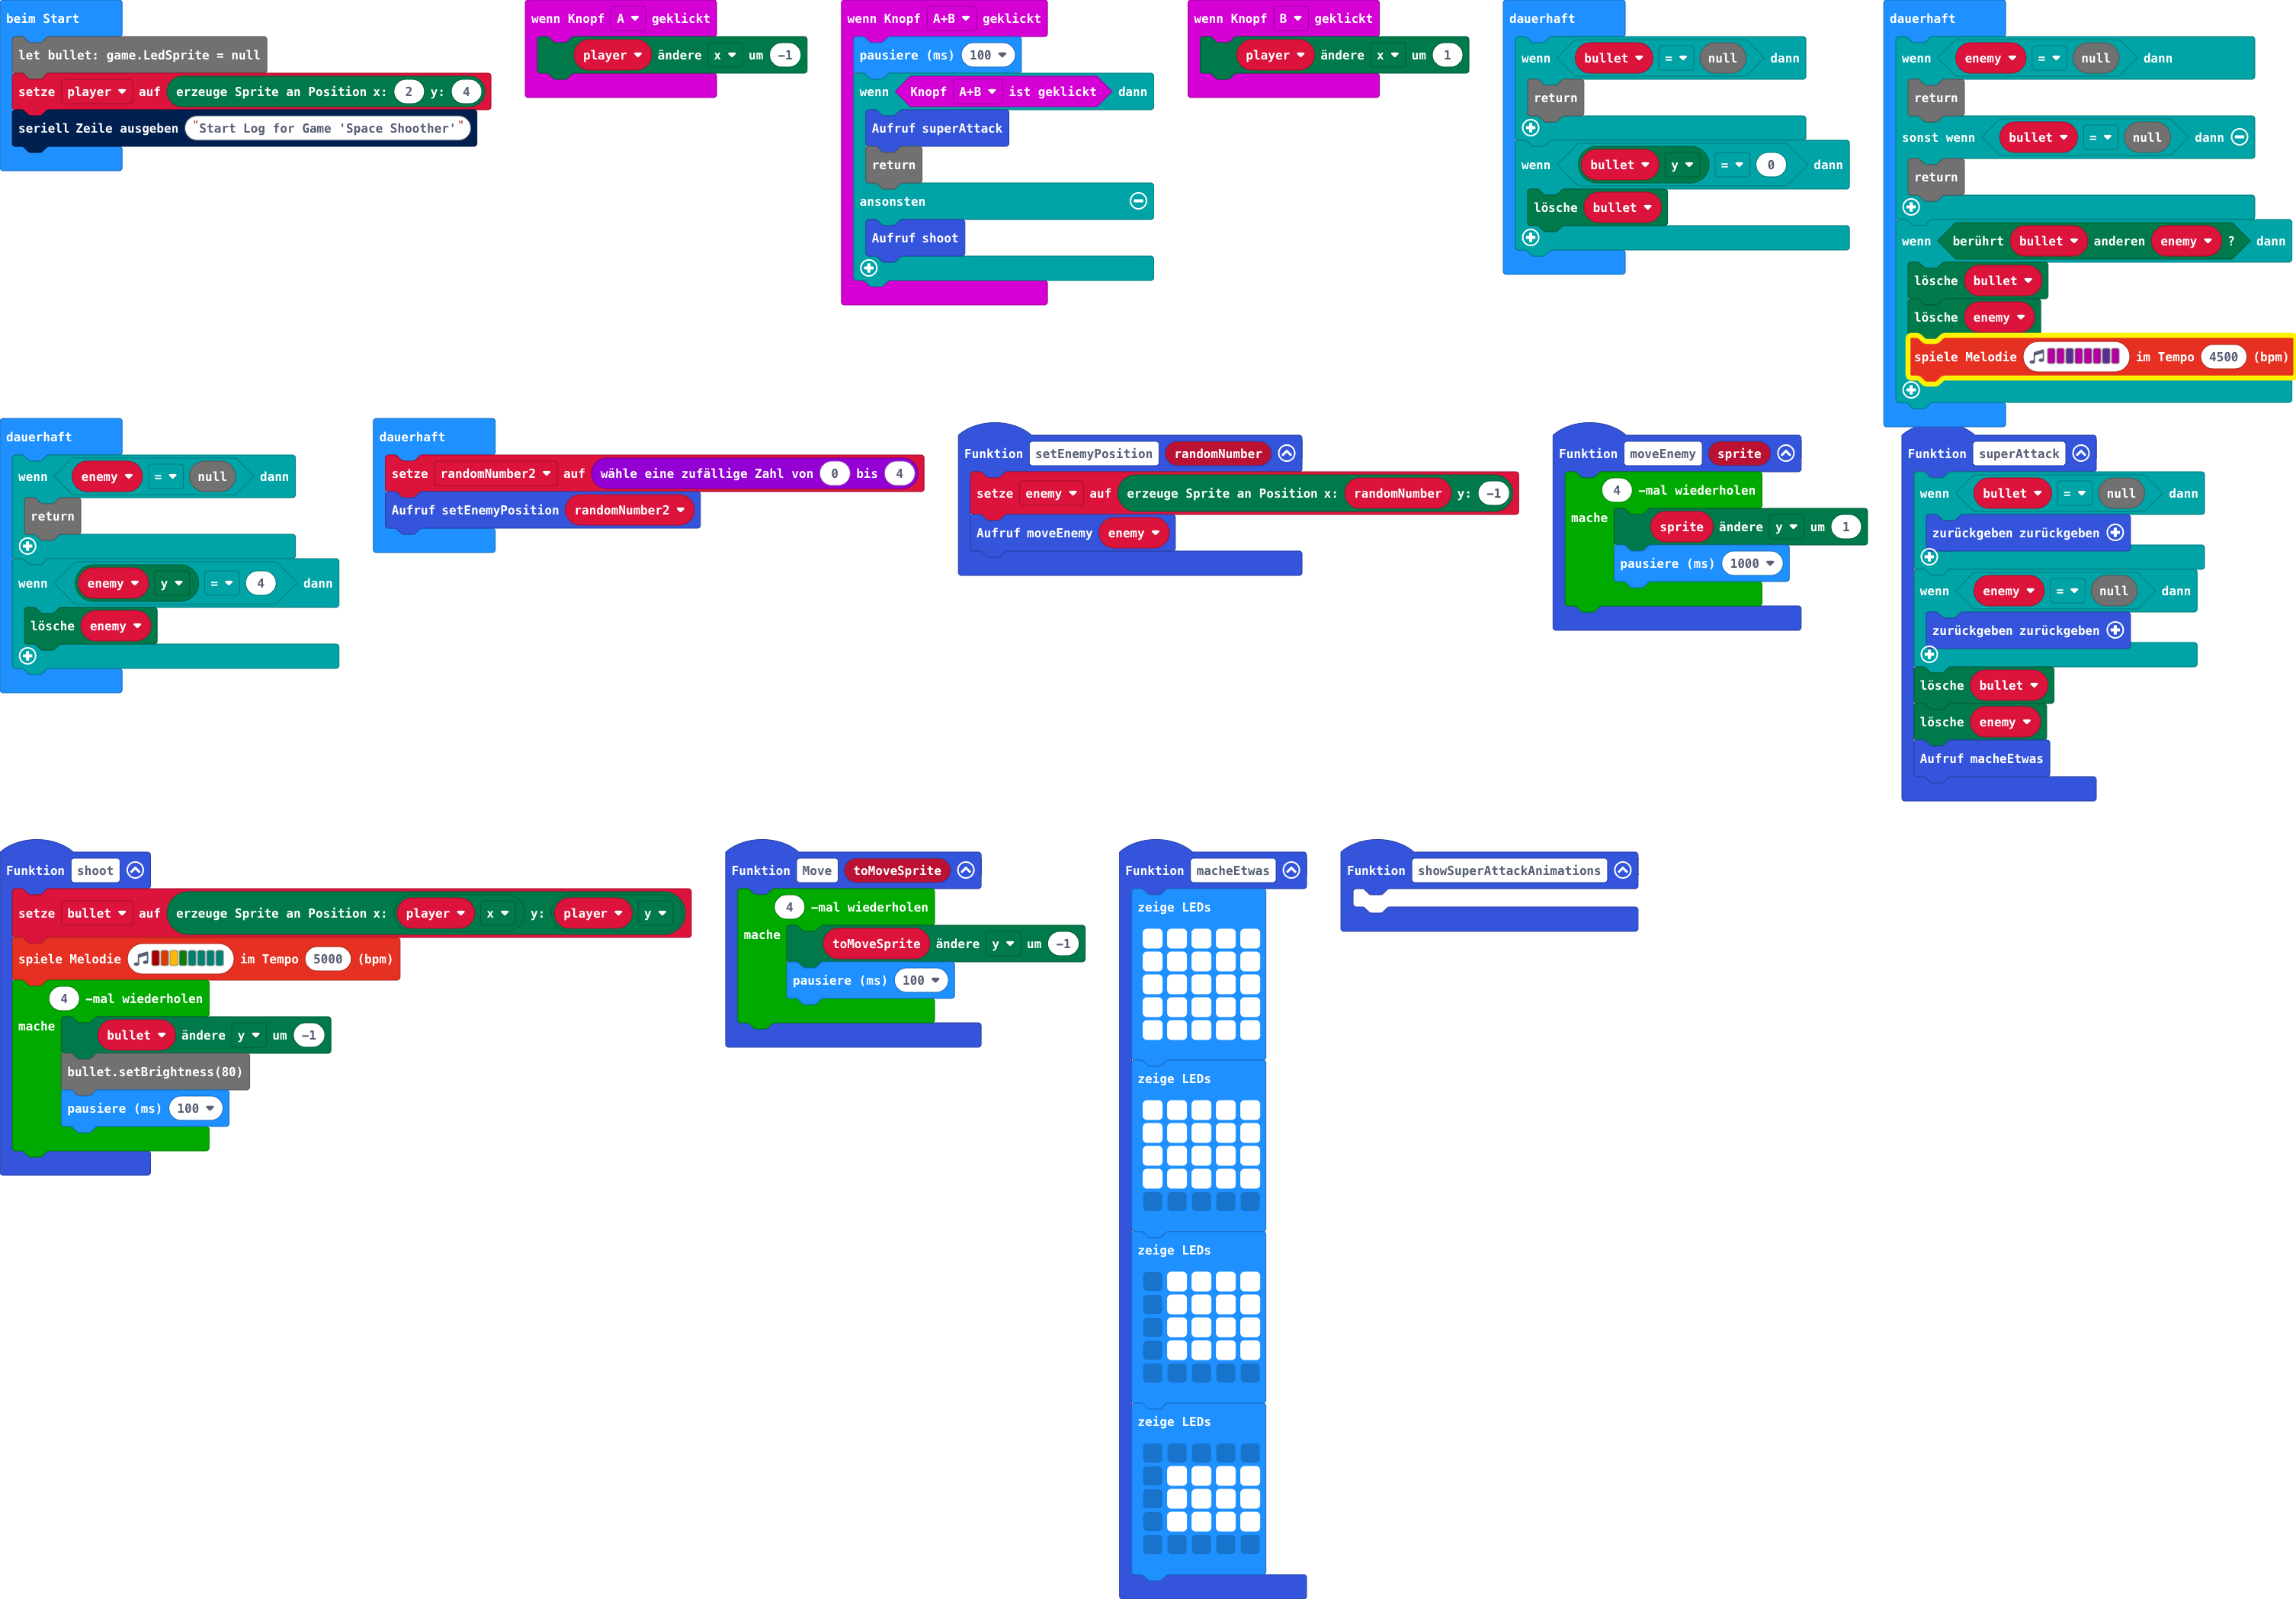 beim Start
let bullet: game.LedSprite = null
setze player auf erzeuge Sprite an Position x: 2 y: 4
seriell Zeile ausgeben "Start Log for Game 'Space Shoother'"
wenn Knopf A geklickt
player ändere x um -1
wenn Knopf A+B geklickt
pausiere (ms) 100
wenn Knopf A+B ist geklickt dann
Aufruf superAttack
return
ansonsten
Aufruf shoot
wenn Knopf B geklickt
player ändere x um 1
dauerhaft
wenn bullet = null dann
return
wenn bullet y = 0 dann
lösche bullet
dauerhaft
wenn enemy = null dann
return
sonst wenn bullet = null dann
return
wenn berührt bullet anderen enemy ? dann
lösche bullet
lösche enemy
spiele Melodie im Tempo 4500 (bpm)
dauerhaft
wenn enemy = null dann
return
wenn enemy y = 4 dann
lösche enemy
dauerhaft
setze randomNumber2 auf wähle eine zufällige Zahl von 0 bis 4
Aufruf setEnemyPosition randomNumber2
Funktion setEnemyPosition randomNumber
setze enemy auf erzeuge Sprite an Position x: randomNumber y: -1
Aufruf moveEnemy enemy
Funktion moveEnemy sprite
4 -mal wiederholen
mache
sprite ändere y um 1
pausiere (ms) 1000
Funktion superAttack
wenn bullet = null dann
zurückgeben zurückgeben
wenn enemy = null dann
zurückgeben zurückgeben
lösche bullet
lösche enemy
Aufruf macheEtwas
Funktion shoot
setze bullet auf erzeuge Sprite an Position x: player x y: player y
spiele Melodie im Tempo 5000 (bpm)
4 -mal wiederholen
mache
bullet ändere y um -1
bullet.setBrightness(80)
pausiere (ms) 100
Funktion Move toMoveSprite
4 -mal wiederholen
mache
toMoveSprite ändere y um -1
pausiere (ms) 100
Funktion macheEtwas
zeige LEDs
zeige LEDs
zeige LEDs
zeige LEDs
Funktion showSuperAttackAnimations